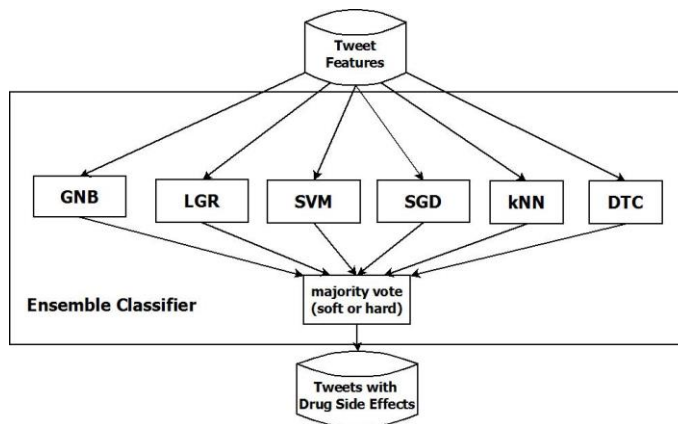 Tweet
Features
GNB
LGR
SVM
SGD
kNN
DTC
majority vote
(soft or hard)
Ensemble Classifier
Tweets with
Drug Side Effects